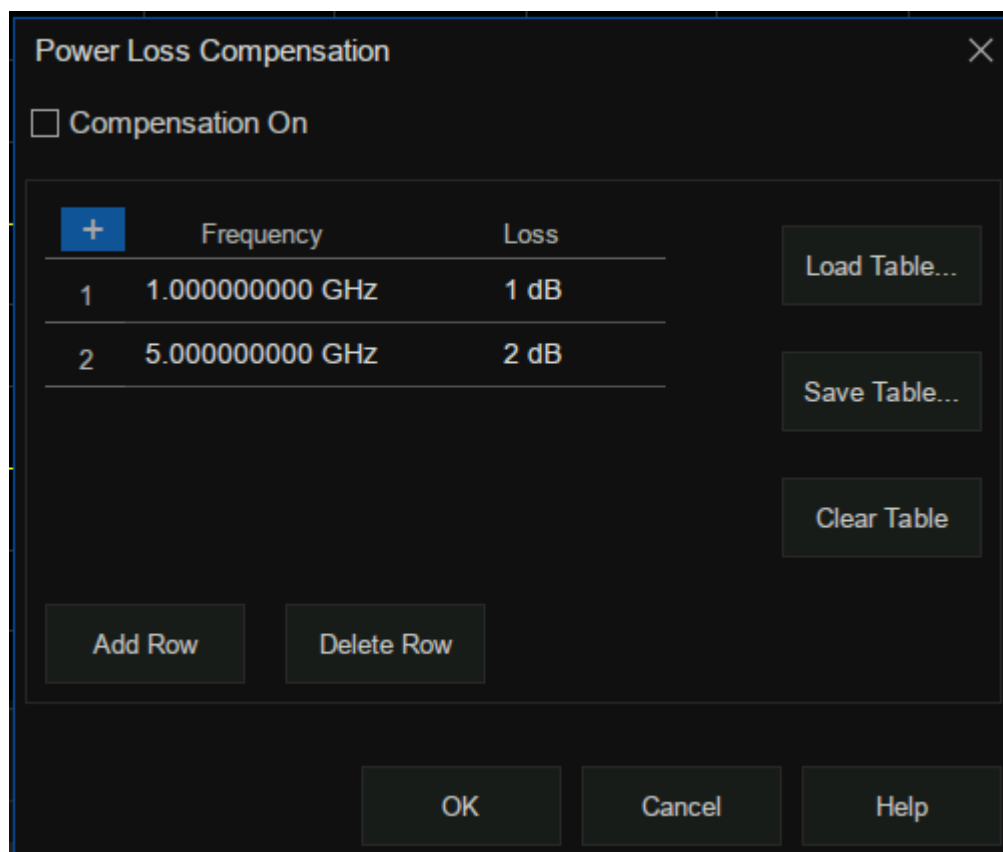 Power Loss Compensation
Compensation On
+ Frequency Loss
1 1.000000000 GHz 1 dB
2 5.000000000 GHz 2 dB
Load Table...
Save Table...
Clear Table
Add Row Delete Row
OK Cancel Help